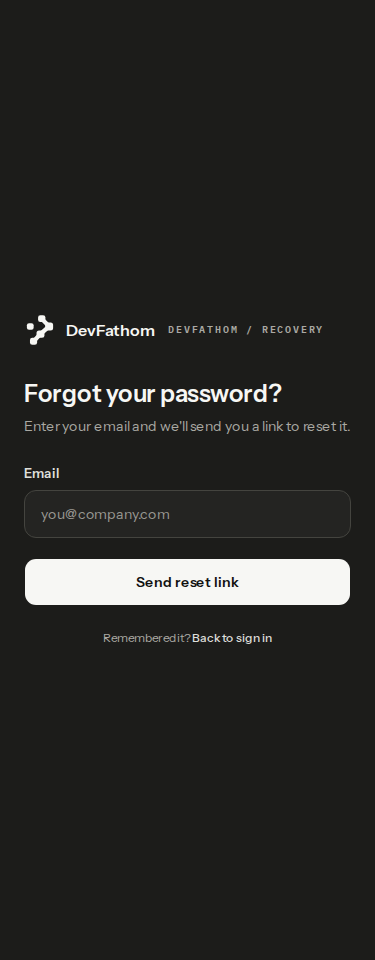 DevFathom DEVFATHOM / RECOVERY
Forgot your password?
Enter your email and we'll send you a link to reset it.
Email
you@company.com
Send reset link
Remembered it? Back to sign in